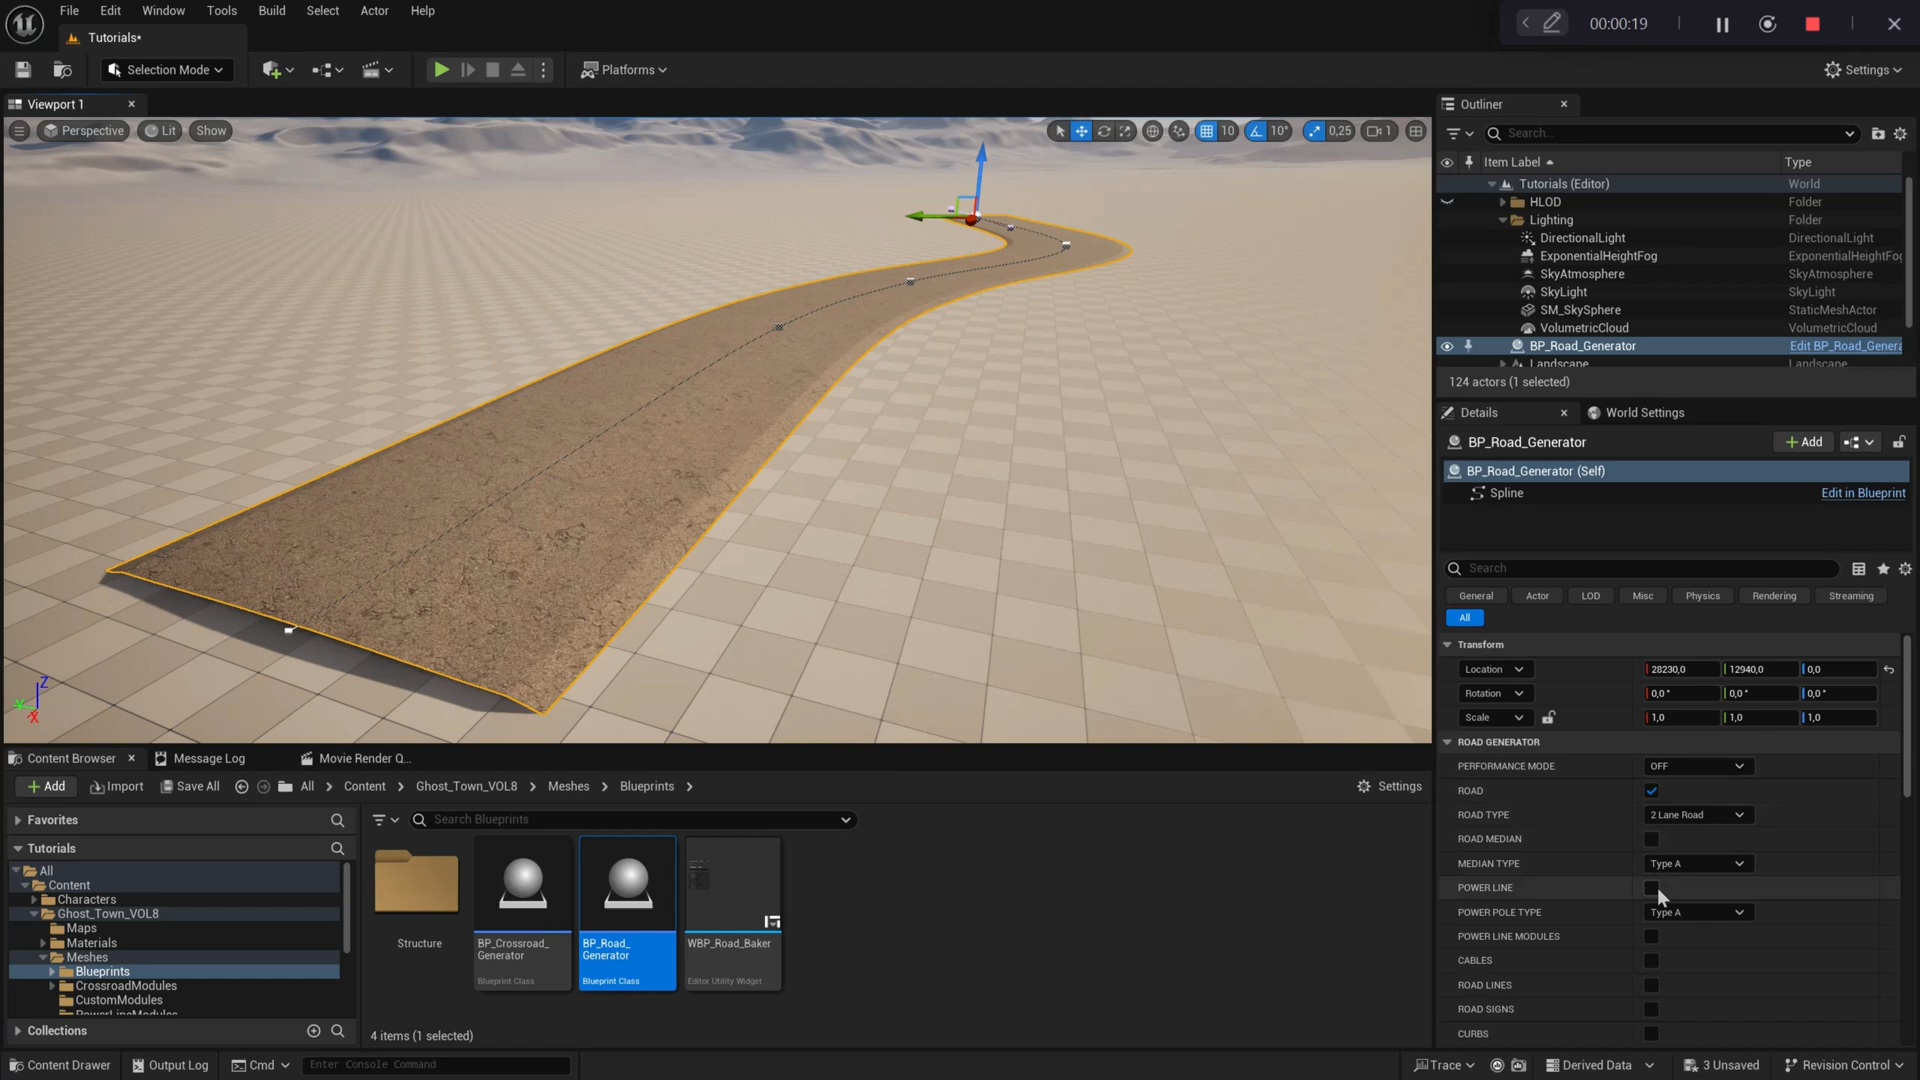 File Edit Window Tools Build Select Actor Help
00:00:19
Tutorials*
Selection Mode
Platforms
Settings
Viewport 1
Perspective Lit Show
10 10° 0,25 1
Outliner
Search...
Item Label Type
Tutorials (Editor) World
HLOD Folder
Lighting Folder
DirectionalLight DirectionalLight
ExponentialHeightFog ExponentialHeightFog
SkyAtmosphere SkyAtmosphere
SkyLight SkyLight
SM_SkySphere StaticMeshActor
VolumetricCloud VolumetricCloud
BP_Road_Generator Edit BP_Road_Genera
Landscape Landscape
124 actors (1 selected)
Details World Settings
BP_Road_Generator Add
BP_Road_Generator (Self)
Spline Edit in Blueprint
Search
General Actor LOD Misc Physics Rendering Streaming
All
Transform
Location 28230,0 12940,0 0,0
Rotation 0,0° 0,0° 0,0°
Scale 1,0 1,0 1,0
ROAD GENERATOR
PERFORMANCE MODE OFF
ROAD
ROAD TYPE 2 Lane Road
ROAD MEDIAN
MEDIAN TYPE Type A
POWER LINE
POWER POLE TYPE Type A
POWER LINE MODULES
CABLES
ROAD LINES
ROAD SIGNS
CURBS
Z
Y
X
Content Browser Message Log Movie Render Q...
Add Import Save All All Content Ghost_Town_VOL8 Meshes Blueprints Settings
Favorites
Search Blueprints
Tutorials
All
Content
Characters
Ghost_Town_VOL8
Maps
Materials
Meshes
Blueprints
CrossroadModules
CustomModules
PowerLineModules
Collections
Structure
BP_Crossroad_
Generator
Blueprint Class
BP_Road_
Generator
Blueprint Class
WBP_Road_Baker
Editor Utility Widget
4 items (1 selected)
Content Drawer Output Log Cmd Enter Console Command
Trace Derived Data 3 Unsaved Revision Control